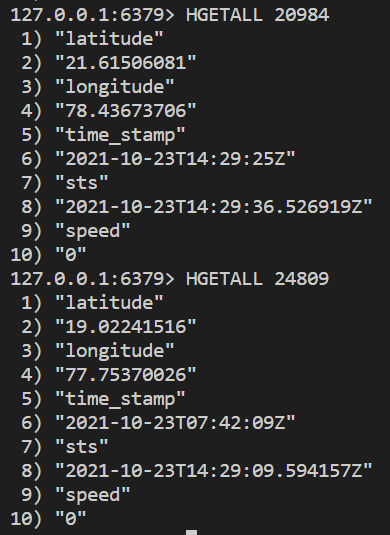 127.0.0.1:6379> HGETALL 20984
1) "latitude"
2) "21.61506081"
3) "longitude"
4) "78.43673706"
5) "time_stamp"
6) "2021-10-23T14:29:25Z"
7) "sts"
8) "2021-10-23T14:29:36.526919Z"
9) "speed"
10) "0"
127.0.0.1:6379> HGETALL 24809
1) "latitude"
2) "19.02241516"
3) "longitude"
4) "77.75370026"
5) "time_stamp"
6) "2021-10-23T07:42:09Z"
7) "sts"
8) "2021-10-23T14:29:09.594157Z"
9) "speed"
10) "0"